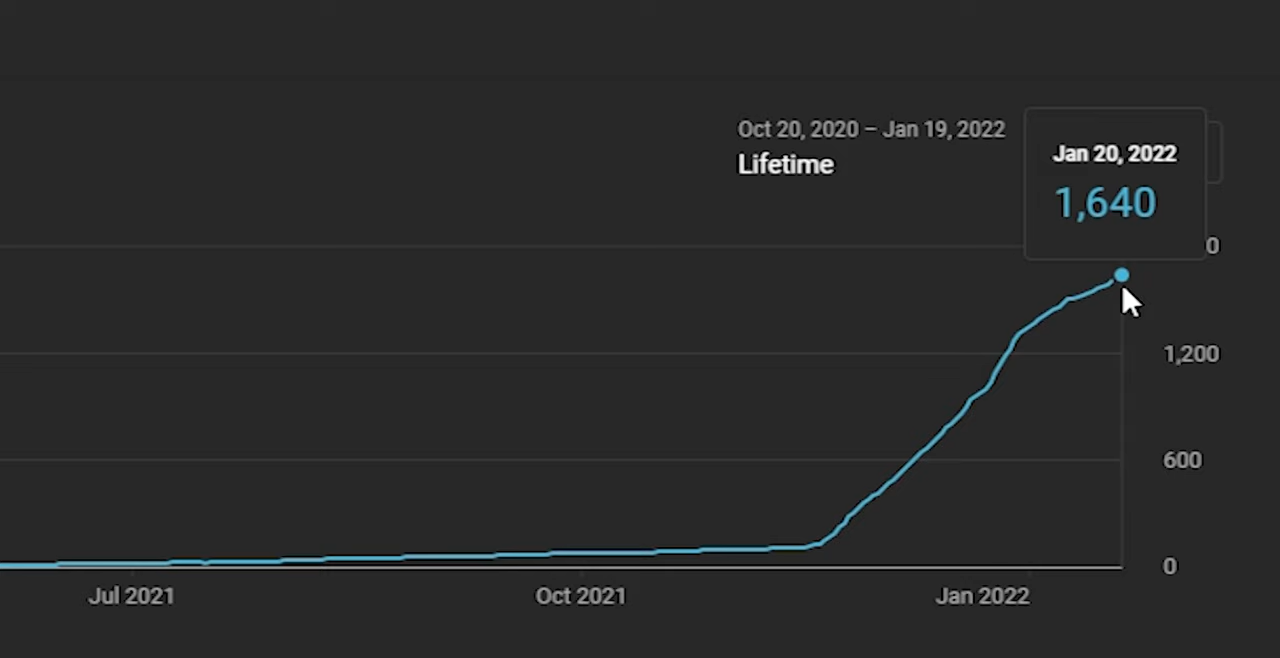 Oct 20, 2020 – Jan 19, 2022
Lifetime
Jan 20, 2022
1,640
0
1,200
600
0
Jul 2021
Oct 2021
Jan 2022